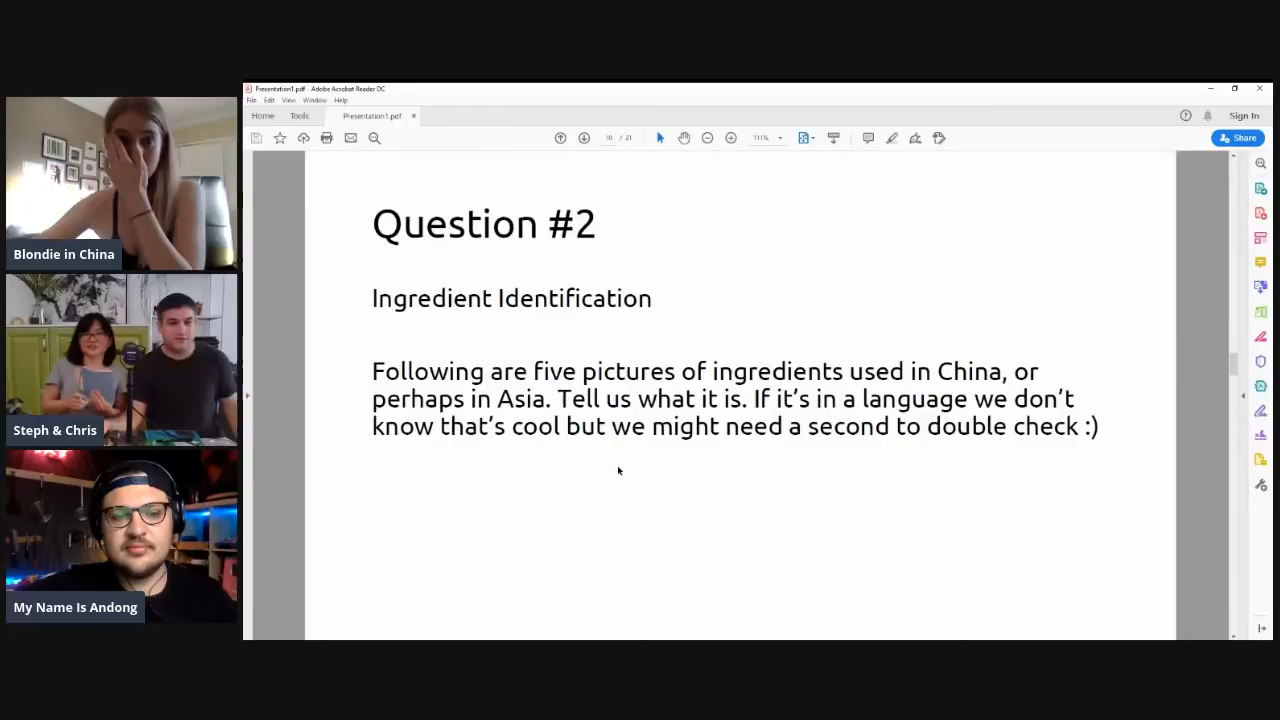 Presentation1.pdf - Adobe Acrobat Reader DC
File Edit View Window Help
Home Tools Presentation1.pdf × Sign In
10 / 21 111% Share
Question #2
Ingredient Identification
Following are five pictures of ingredients used in China, or
perhaps in Asia. Tell us what it is. If it’s in a language we don’t
know that’s cool but we might need a second to double check :)
Blondie in China
Steph & Chris
My Name Is Andong